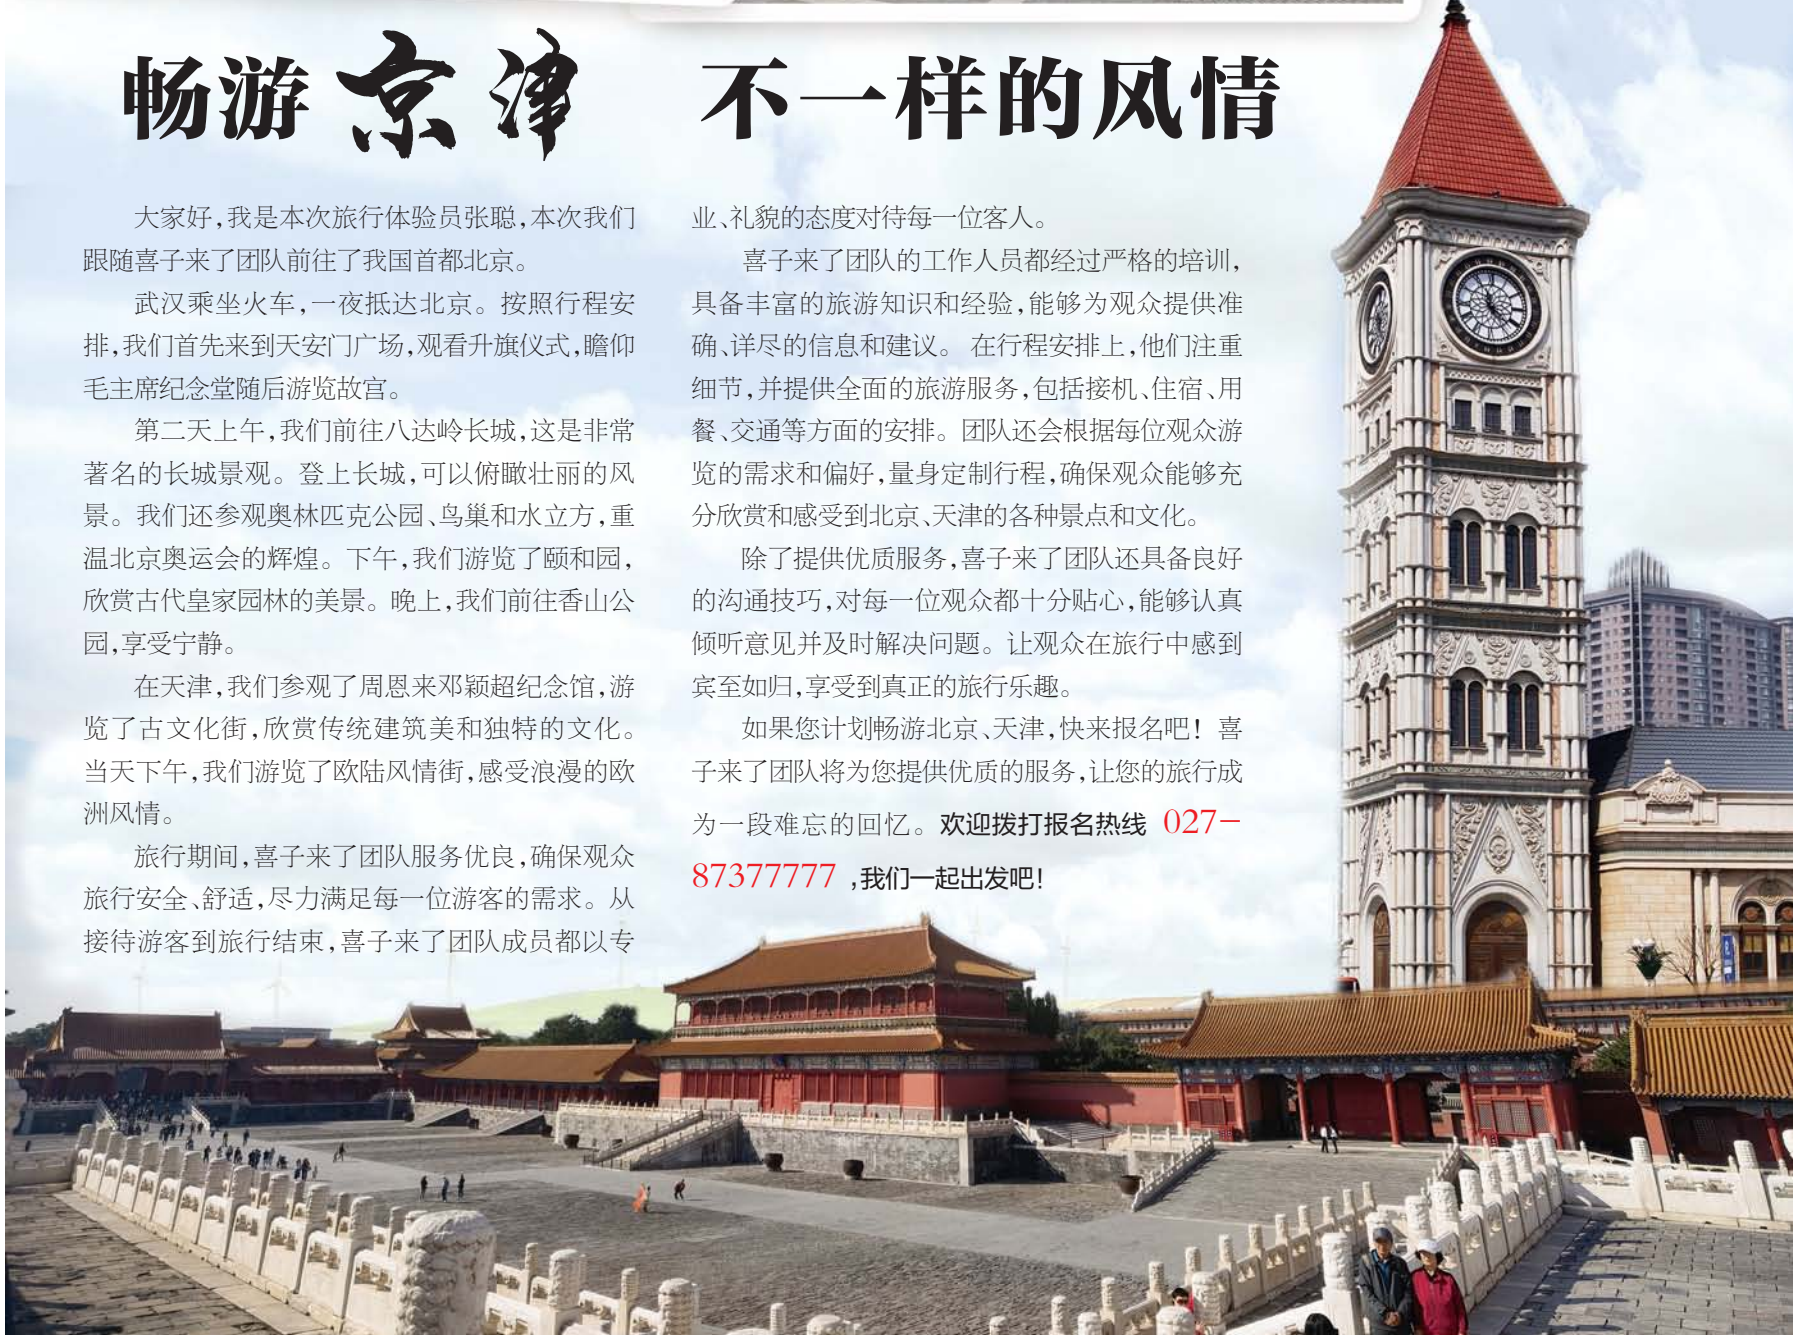 畅游京津 不一样的风情
大家好,我是本次旅行体验员张聪,本次我们
跟随喜子来了团队前往了我国首都北京。
武汉乘坐火车,一夜抵达北京。按照行程安
排,我们首先来到天安门广场,观看升旗仪式,瞻仰
毛主席纪念堂随后游览故宫。
第二天上午,我们前往八达岭长城,这是非常
著名的长城景观。登上长城,可以俯瞰壮丽的风
景。我们还参观奥林匹克公园、鸟巢和水立方,重
温北京奥运会的辉煌。下午,我们游览了颐和园,
欣赏古代皇家园林的美景。晚上,我们前往香山公
园,享受宁静。
在天津,我们参观了周恩来邓颖超纪念馆,游
览了古文化街,欣赏传统建筑美和独特的文化。
当天下午,我们游览了欧陆风情街,感受浪漫的欧
洲风情。
旅行期间,喜子来了团队服务优良,确保观众
旅行安全、舒适,尽力满足每一位游客的需求。从
接待游客到旅行结束,喜子来了团队成员都以专
业、礼貌的态度对待每一位客人。
喜子来了团队的工作人员都经过严格的培训,
具备丰富的旅游知识和经验,能够为观众提供准
确、详尽的信息和建议。在行程安排上,他们注重
细节,并提供全面的旅游服务,包括接机、住宿、用
餐、交通等方面的安排。团队还会根据每位观众游
览的需求和偏好,量身定制行程,确保观众能够充
分欣赏和感受到北京、天津的各种景点和文化。
除了提供优质服务,喜子来了团队还具备良好
的沟通技巧,对每一位观众都十分贴心,能够认真
倾听意见并及时解决问题。让观众在旅行中感到
宾至如归,享受到真正的旅行乐趣。
如果您计划畅游北京、天津,快来报名吧!喜
子来了团队将为您提供优质的服务,让您的旅行成
为一段难忘的回忆。欢迎拨打报名热线 027-
87377777 ,我们一起出发吧!